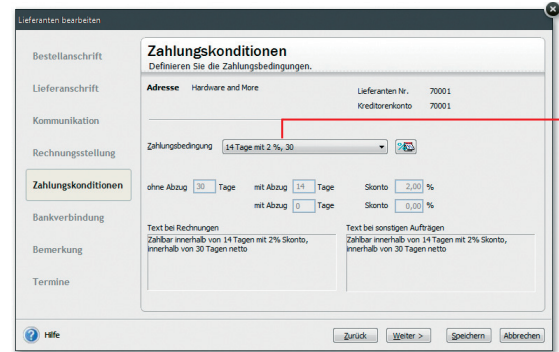 Lieferanten bearbeiten
Bestellanschrift
Lieferanschrift
Kommunikation
Rechnungsstellung
Zahlungskonditionen
Bankverbindung
Bemerkung
Termine
Zahlungskonditionen
Definieren Sie die Zahlungsbedingungen.
Adresse Hardware and More
Lieferanten Nr. 70001
Kreditorenkonto 70001
Zahlungsbedingung 14 Tage mit 2 %, 30
ohne Abzug 30 Tage mit Abzug 14 Tage Skonto 2,00 %
mit Abzug 0 Tage Skonto 0,00 %
Text bei Rechnungen
Zahlbar innerhalb von 14 Tagen mit 2% Skonto,
innerhalb von 30 Tagen netto
Text bei sonstigen Aufträgen
Zahlbar innerhalb von 14 Tagen mit 2% Skonto,
innerhalb von 30 Tagen netto
Hilfe
Zurück Weiter > Speichern Abbrechen